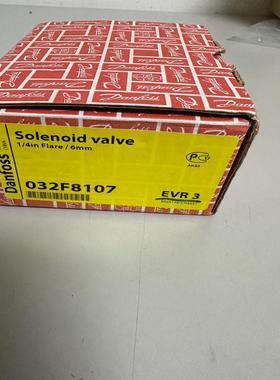 Danfoss
Solenoid valve
1/4in Flare / 6mm
032F8107
EVR 3